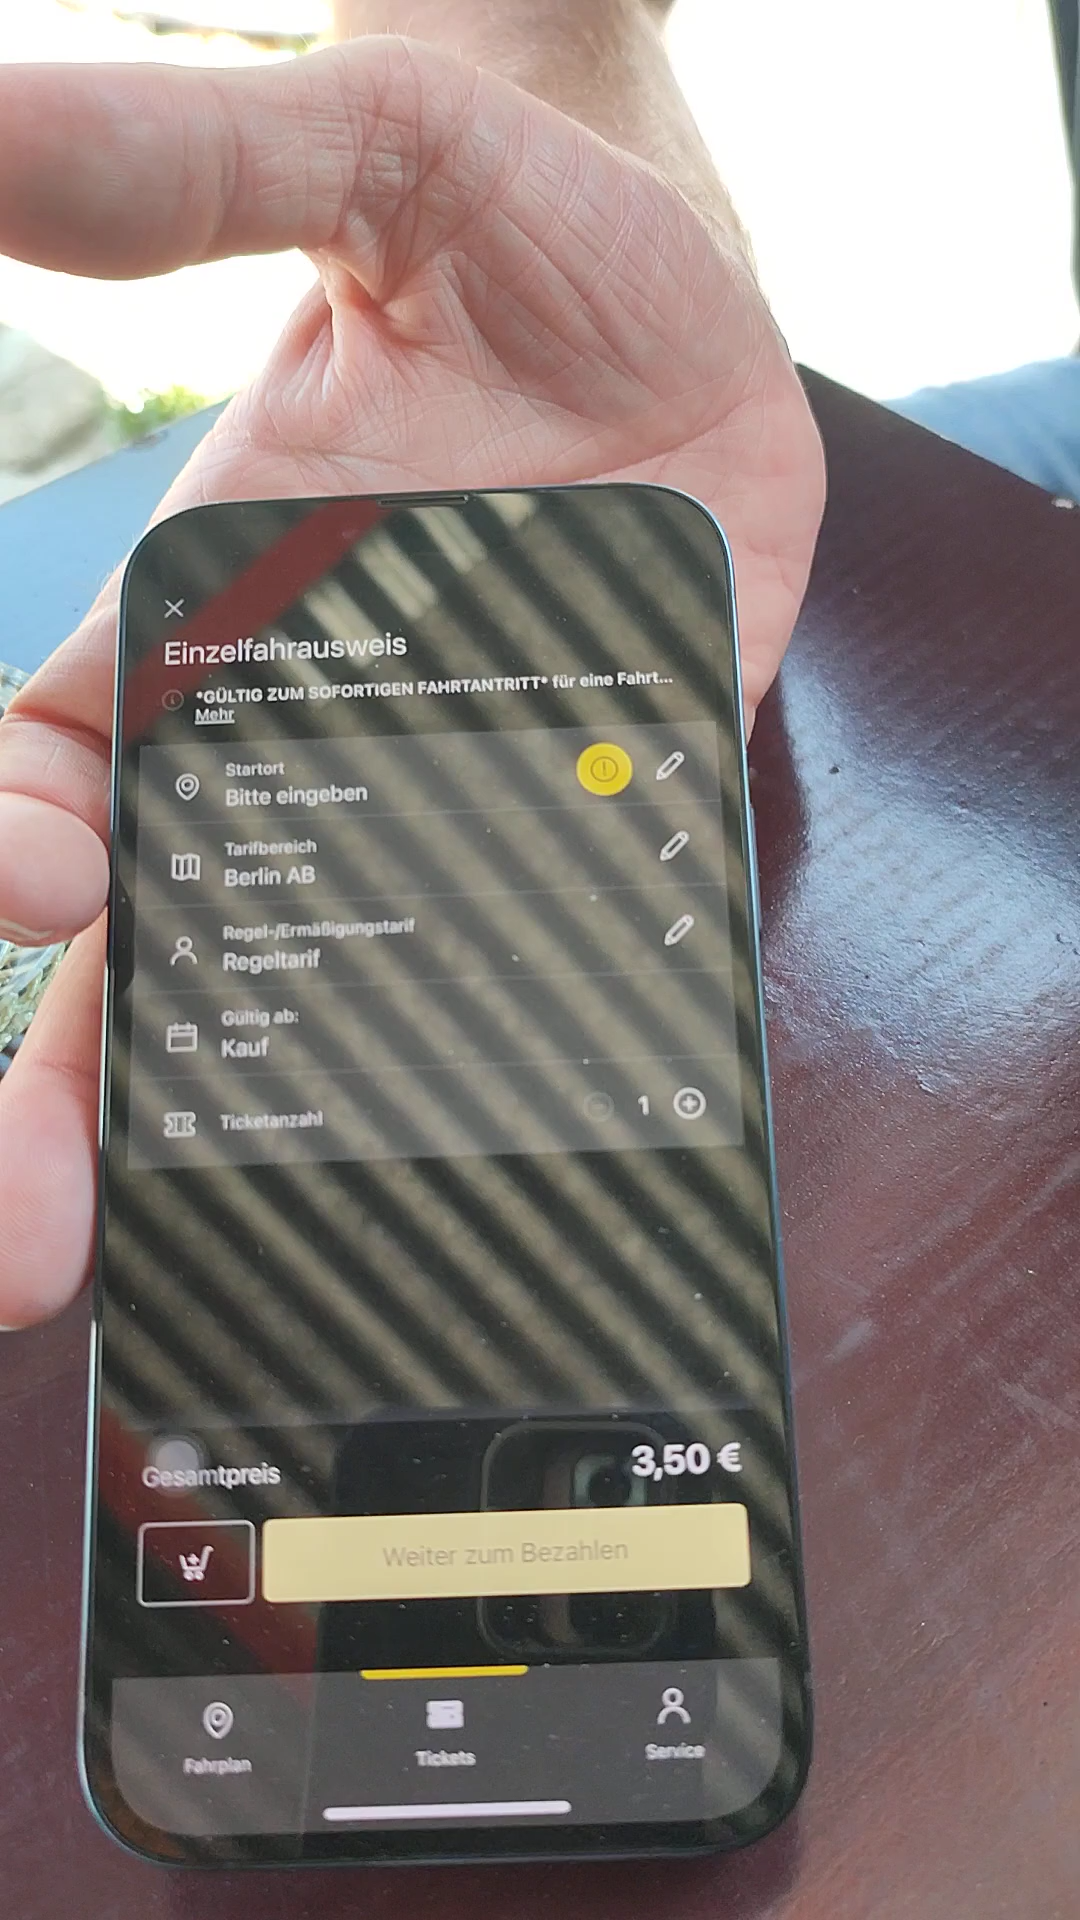 Einzelfahrausweis
*GÜLTIG ZUM SOFORTIGEN FAHRTANTRITT* für eine Fahrt...
Mehr
Startort
Bitte eingeben
Tarifbereich
Berlin AB
Regel-/Ermäßigungstarif
Regeltarif
Gültig ab:
Kauf
Ticketanzahl
1
Gesamtpreis
3,50 €
Weiter zum Bezahlen
Fahrplan
Tickets
Service